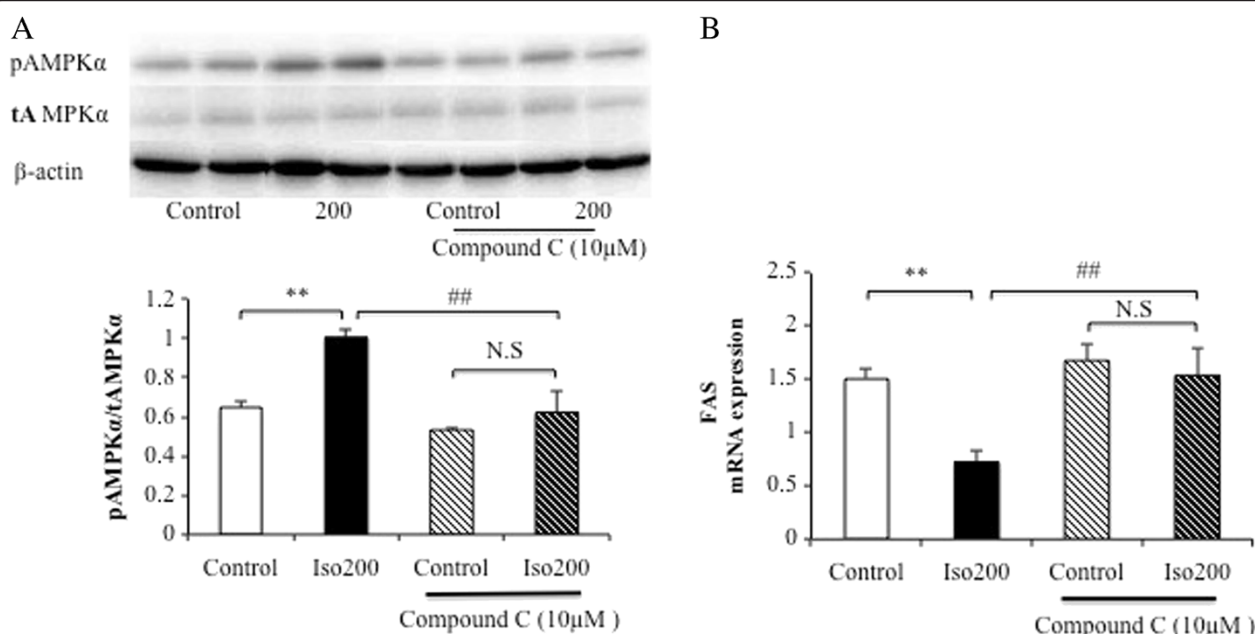 A
pAMPKα
tA MPKα
β-actin
Control 200 Control 200
Compound C (10µM)
1.2
1
0.8
0.6
0.4
0.2
0
pAMPKα/tAMPKα
** ##
N.S
Control Iso200 Control Iso200
Compound C (10µM )
B
2.5
2
1.5
1
0.5
0
FAS
mRNA expression
** ##
N.S
Control Iso200 Control Iso200
Compound C (10µM )